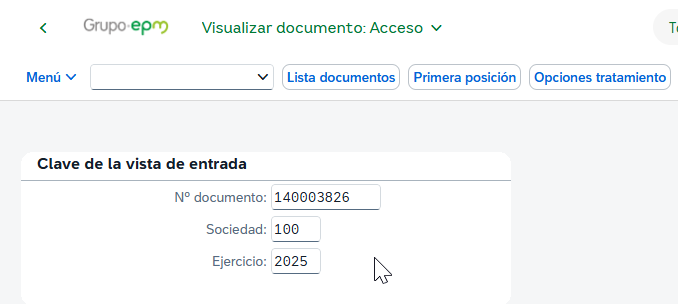 Grupo·epm
Visualizar documento: Acceso
Menú
Lista documentos
Primera posición
Opciones tratamiento
Clave de la vista de entrada
Nº documento: 140003826
Sociedad: 100
Ejercicio: 2025